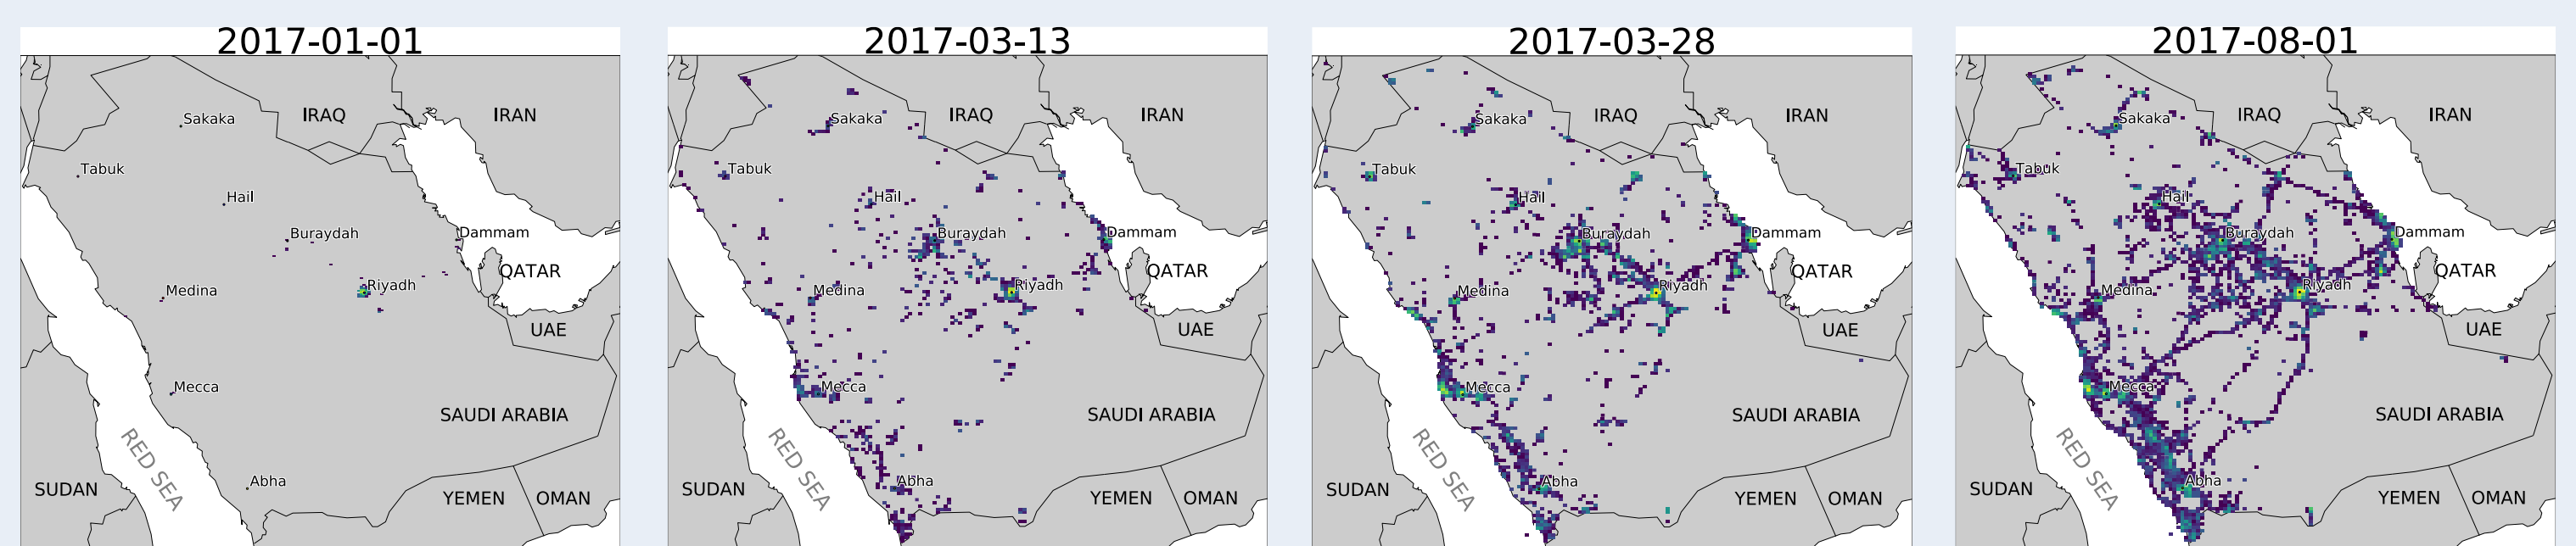 2017-01-01
IRAQ
IRAN
Sakaka
Tabuk
Hail
Buraydah
Dammam
QATAR
Riyadh
Medina
UAE
Mecca
SAUDI ARABIA
RED SEA
Abha
SUDAN
YEMEN
OMAN
2017-03-13
IRAQ
IRAN
Sakaka
Tabuk
Hail
Buraydah
Dammam
QATAR
Riyadh
Medina
UAE
Mecca
SAUDI ARABIA
RED SEA
Abha
SUDAN
YEMEN
OMAN
2017-03-28
IRAQ
IRAN
Sakaka
Tabuk
Hail
Buraydah
Dammam
QATAR
Riyadh
Medina
UAE
Mecca
SAUDI ARABIA
RED SEA
Abha
SUDAN
YEMEN
OMAN
2017-08-01
IRAQ
IRAN
Sakaka
Tabuk
Hail
Buraydah
Dammam
QATAR
Riyadh
Medina
UAE
Mecca
SAUDI ARABIA
RED SEA
Abha
SUDAN
YEMEN
OMAN